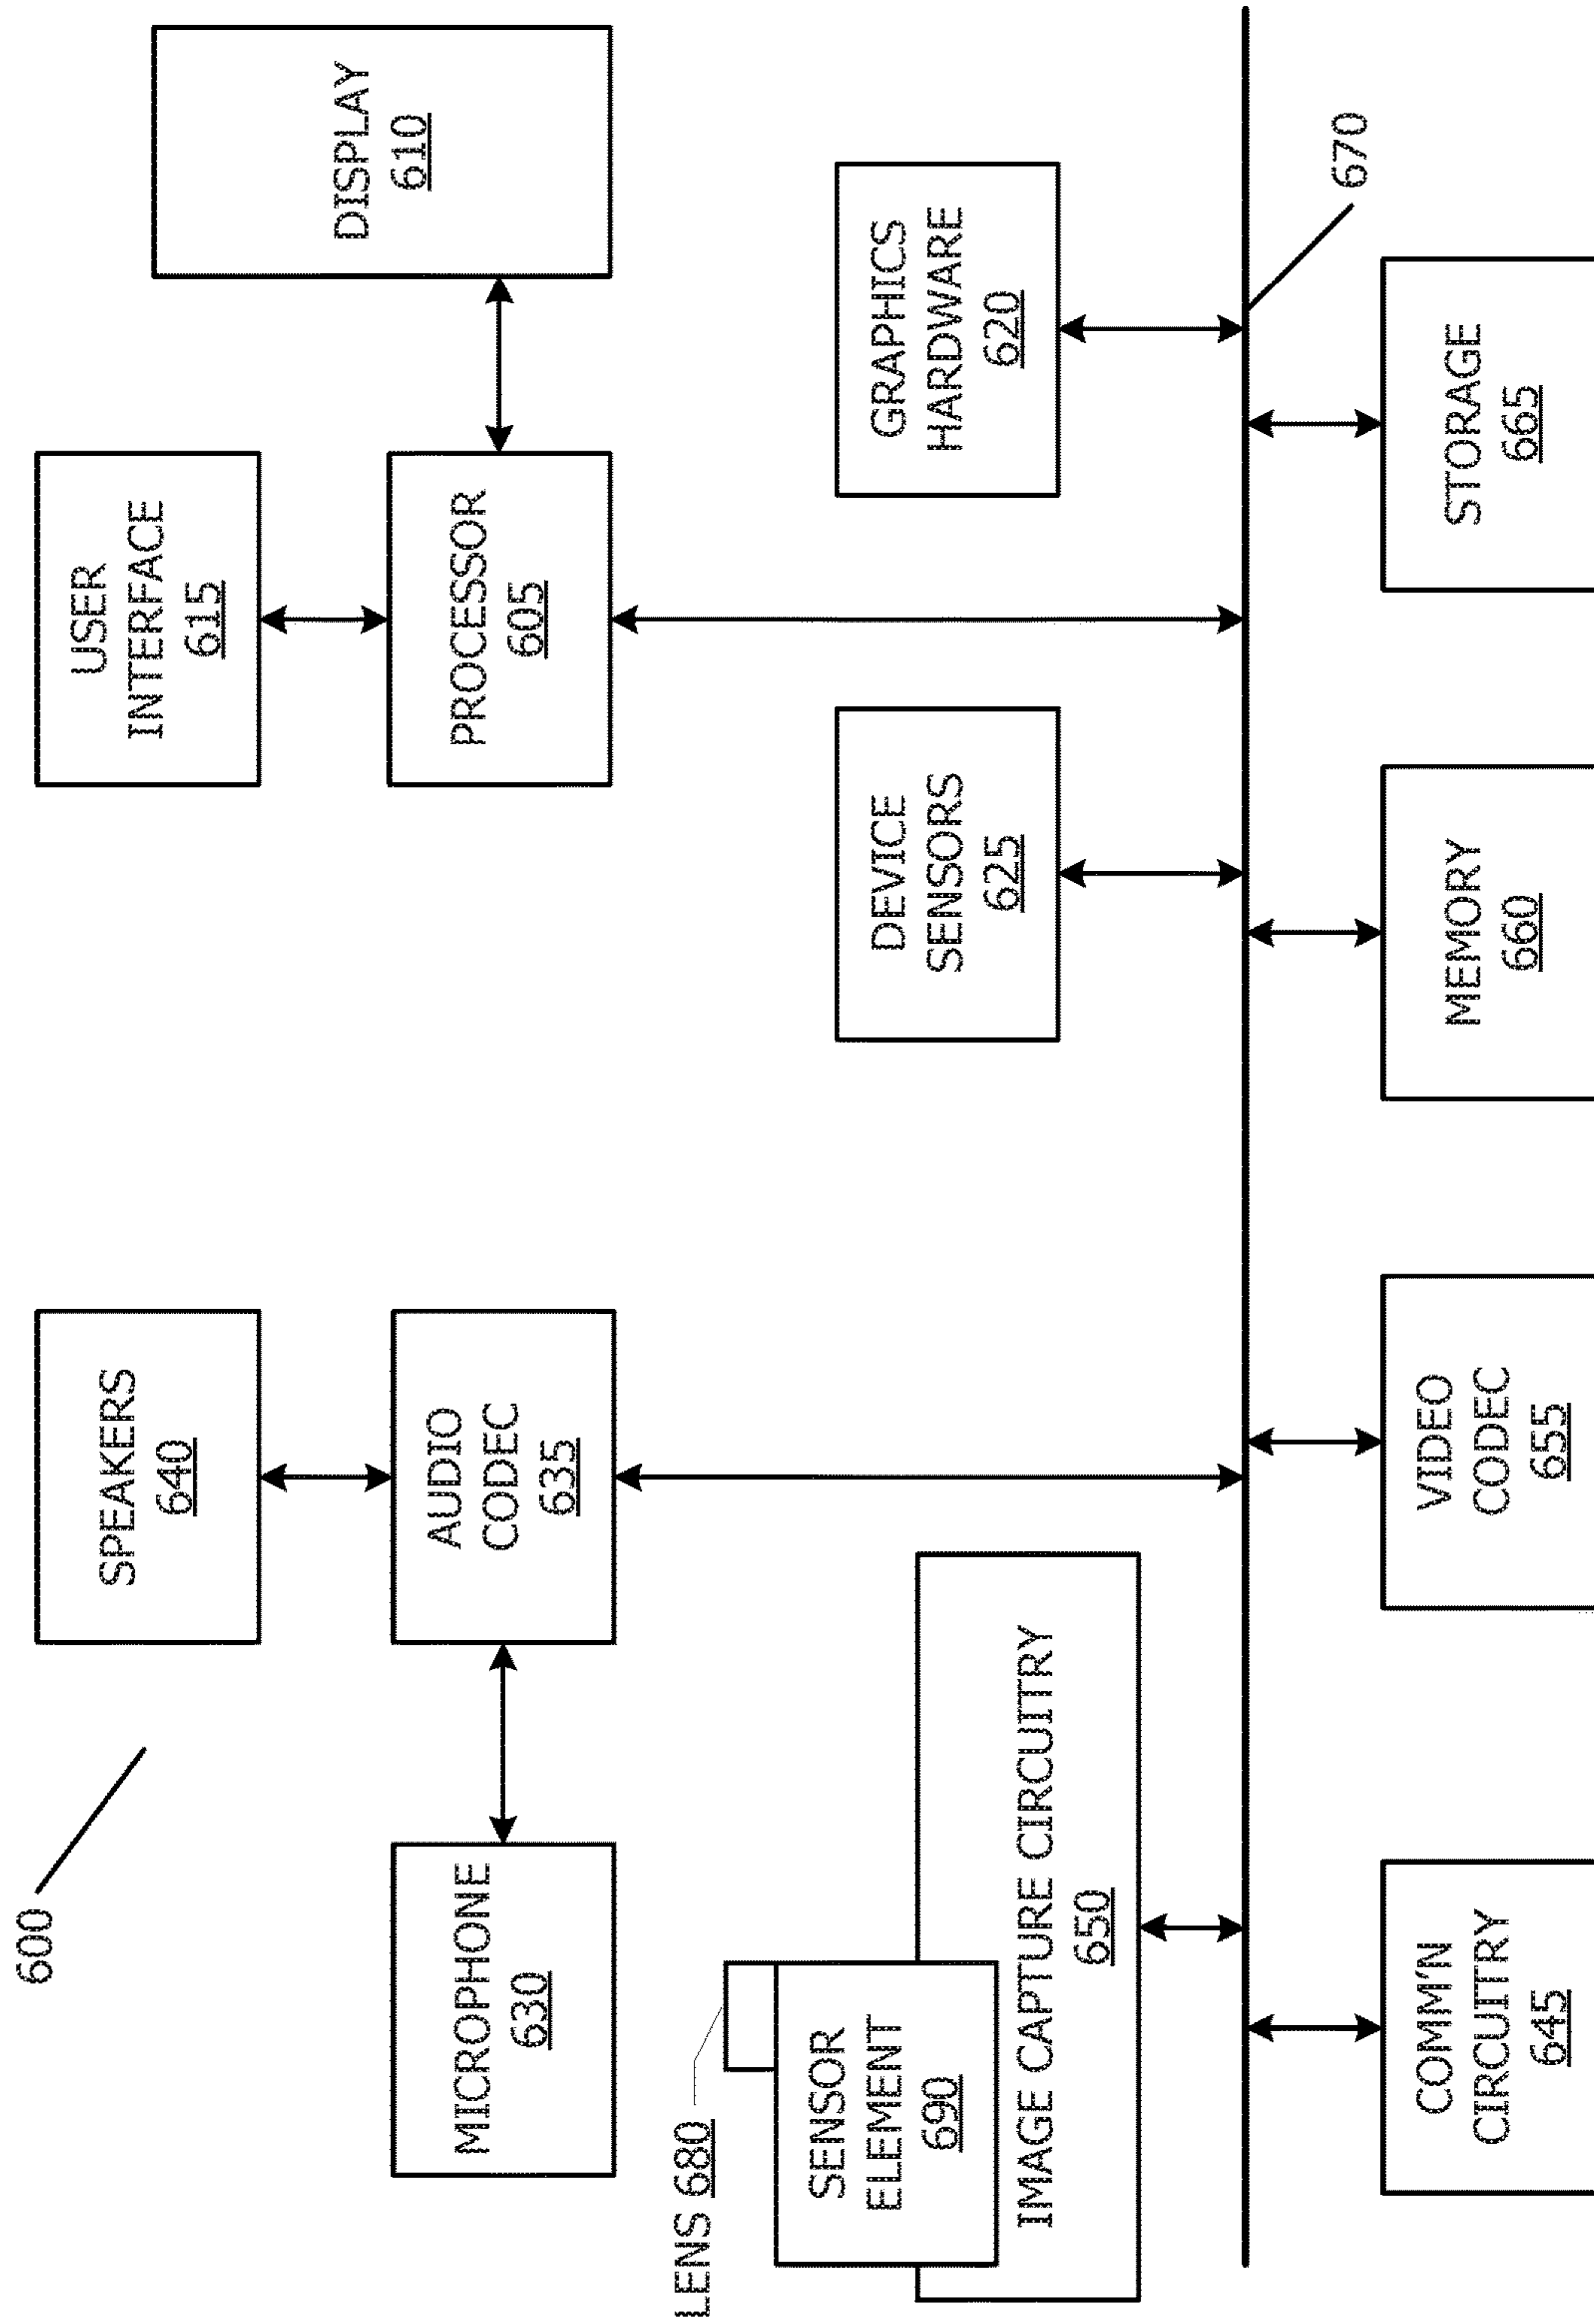 600
SPEAKERS
640
USER
INTERFACE
615
DISPLAY
610
MICROPHONE
630
AUDIO
CODEC
635
PROCESSOR
605
LENS 680
SENSOR
ELEMENT
690
IMAGE CAPTURE CIRCUITRY
650
DEVICE
SENSORS
625
GRAPHICS
HARDWARE
620
670
COMM'N
CIRCUITRY
645
VIDEO
CODEC
655
MEMORY
660
STORAGE
665